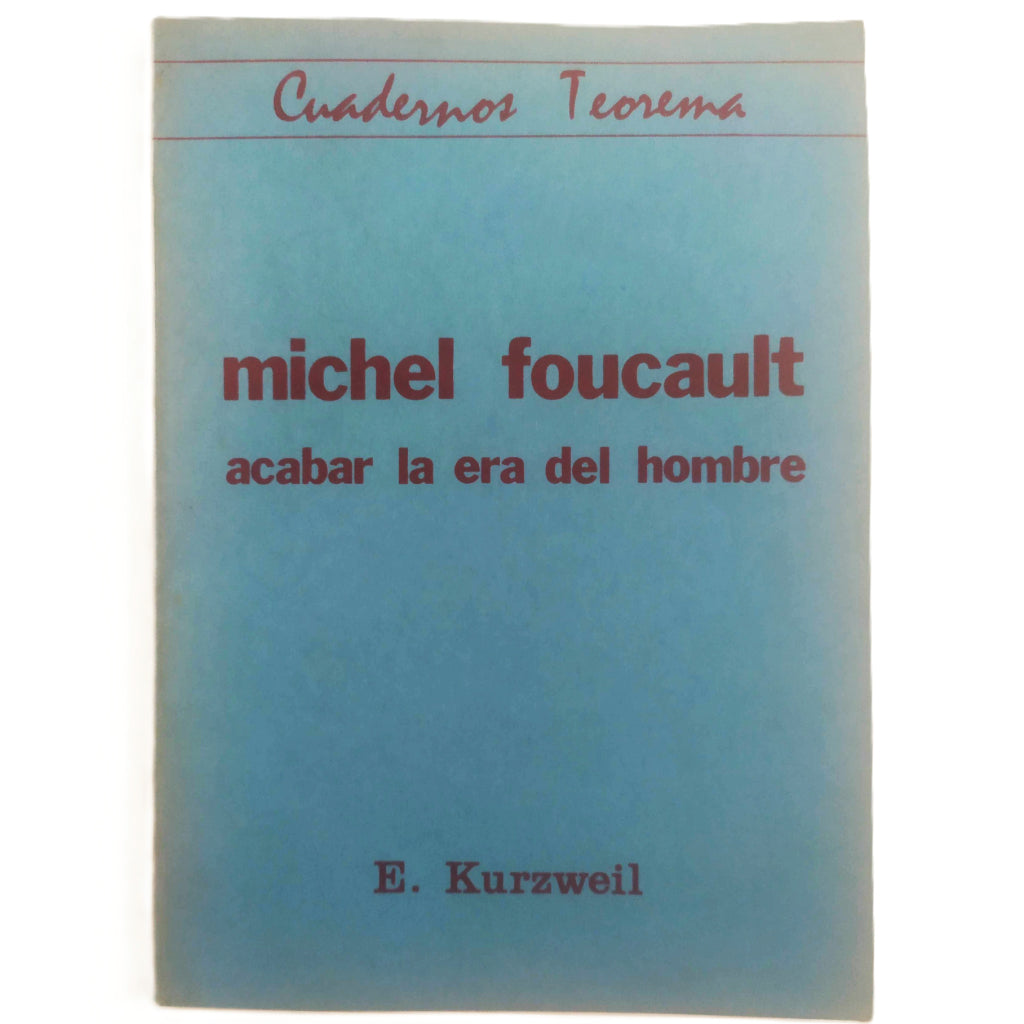 Cuadernos Teorema
michel foucault
acabar la era del hombre
E. Kurzweil